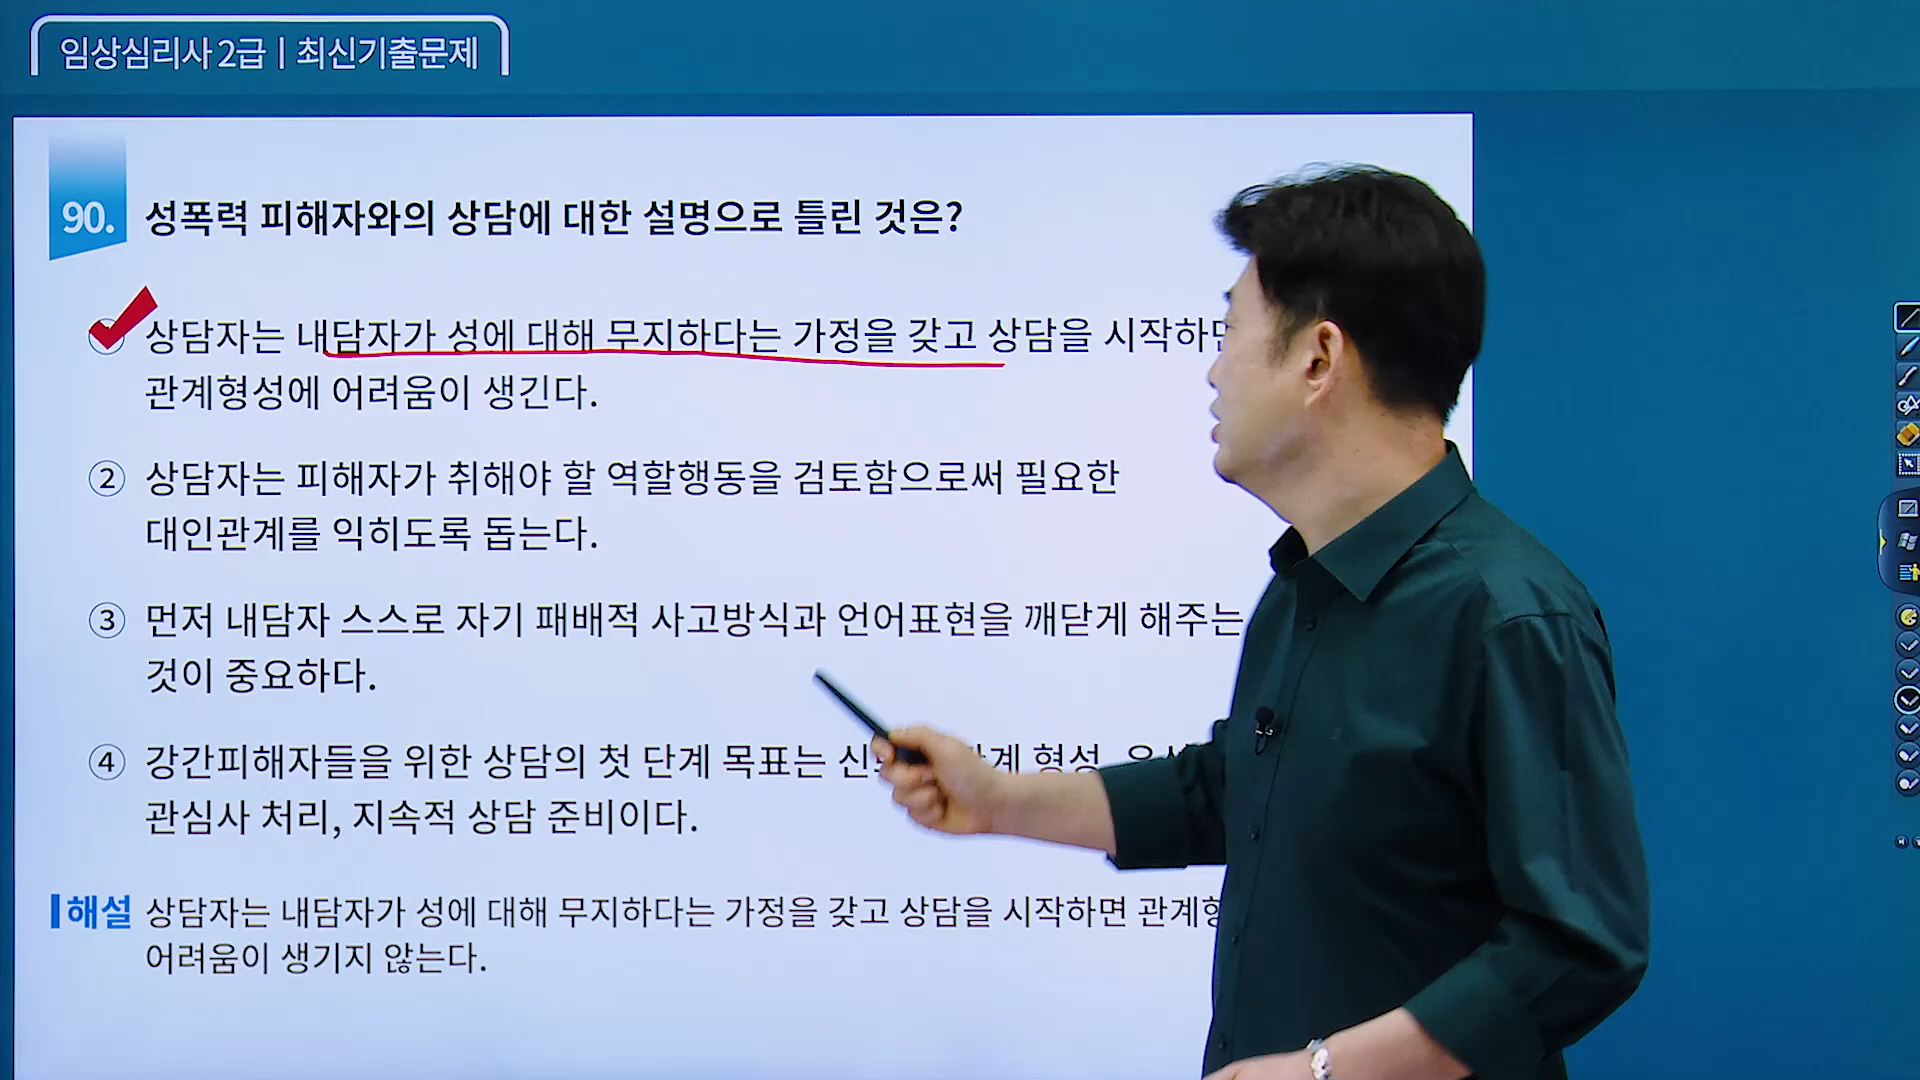 임상심리사 2급 | 최신기출문제
90. 성폭력 피해자와의 상담에 대한 설명으로 틀린 것은?
상담자는 내담자가 성에 대해 무지하다는 가정을 갖고 상담을 시작하면
관계형성에 어려움이 생긴다.
② 상담자는 피해자가 취해야 할 역할행동을 검토함으로써 필요한
대인관계를 익히도록 돕는다.
③ 먼저 내담자 스스로 자기 패배적 사고방식과 언어표현을 깨닫게 해주는
것이 중요하다.
④ 강간피해자들을 위한 상담의 첫 단계 목표는 형성,
관심사 처리, 지속적 상담 준비이다.
해설 상담자는 내담자가 성에 대해 무지하다는 가정을 갖고 상담을 시작하면
어려움이 생기지 않는다.